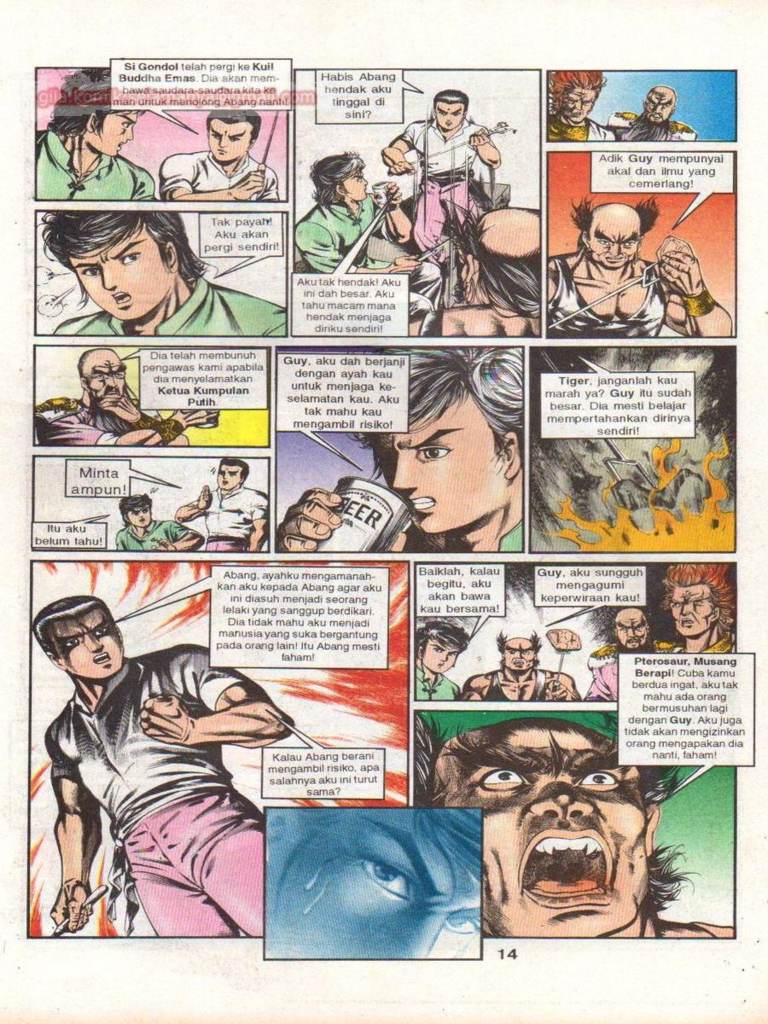 Si Gondol telah pergi ke Kuil
Buddha Emas. Dia akan mem-
bawa saudara-saudara kita ke
man untuk menolong Abang nanti!
Habis Abang
hendak aku
tinggal di
sini?
Adik Guy mempunyai
akal dan ilmu yang
cemerlang!
Tak payah!
Aku akan
pergi sendiri!
Aku tak hendak! Aku
ini dah besar. Aku
tahu macam mana
hendak menjaga
diriku sendiri!
Dia telah membunuh
pengawas kami apabila
dia menyelamatkan
Ketua Kumpulan
Putih.
Minta
ampun!
Itu aku
belum tahu!
Guy, aku dah berjanji
dengan ayah kau
untuk menjaga ke-
selamatan kau. Aku
tak mahu kau
mengambil risiko!
BEER
Tiger, janganlah kau
marah ya? Guy itu sudah
besar. Dia mesti belajar
mempertahankan dirinya
sendiri!
Abang, ayahku mengamanah-
kan aku kepada Abang agar aku
ini diasuh menjadi seorang
lelaki yang sanggup berdikari.
Dia tidak mahu aku menjadi
manusia yang suka bergantung
pada orang lain! Itu Abang mesti
faham!
Kalau Abang berani
mengambil risiko, apa
salahnya aku ini turut
sama?
Baiklah, kalau
begitu, aku
akan bawa
kau bersama!
Guy, aku sungguh
mengagumi
keperwiraan kau!
Pterosaur, Musang
Berapi! Cuba kamu
berdua ingat, aku tak
mahu ada orang
bermusuhan lagi
dengan Guy. Aku juga
tidak akan mengizinkan
orang mengapakan dia
nanti, faham!
14